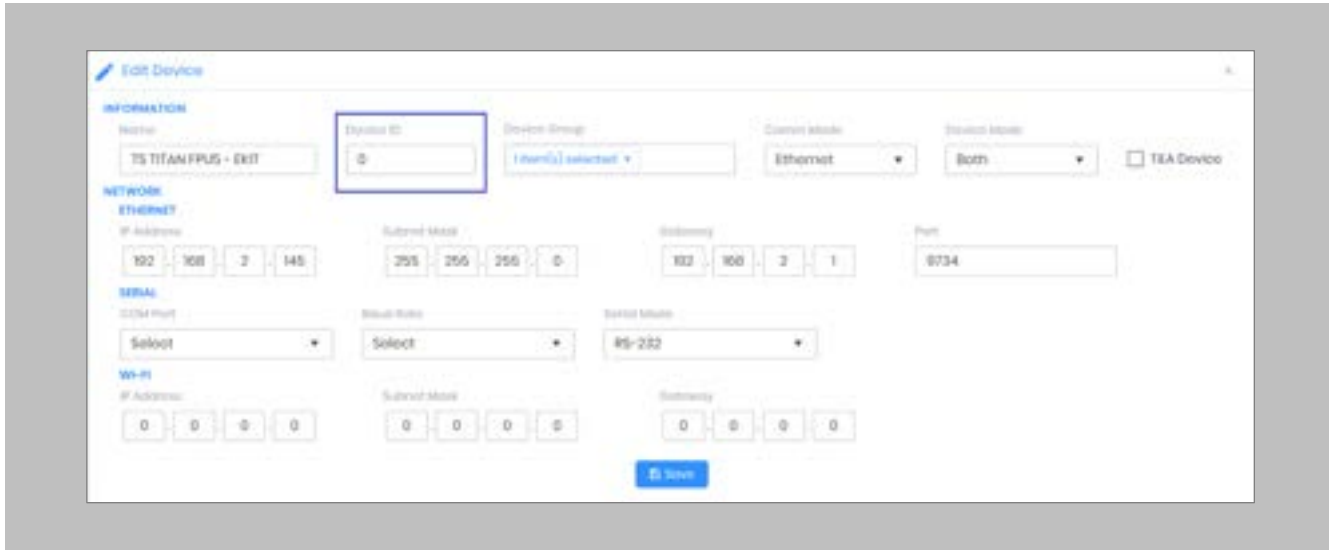 Edit Device
INFORMATION
Name Device ID Device Group Comm Mode Device Mode
TS TITAN FPUS - EkIT 0 1 item(s) selected Ethernet Both T&A Device
NETWORK
ETHERNET
IP Address Subnet Mask Gateway Port
192 . 168 . 2 . 145 255 . 255 . 255 . 0 192 . 168 . 2 . 1 9734
SERIAL
COM Port Baud Rate Serial Mode
Select Select RS-232
Wi-Fi
IP Address Subnet Mask Gateway
0 . 0 . 0 . 0 0 . 0 . 0 . 0 0 . 0 . 0 . 0
Save